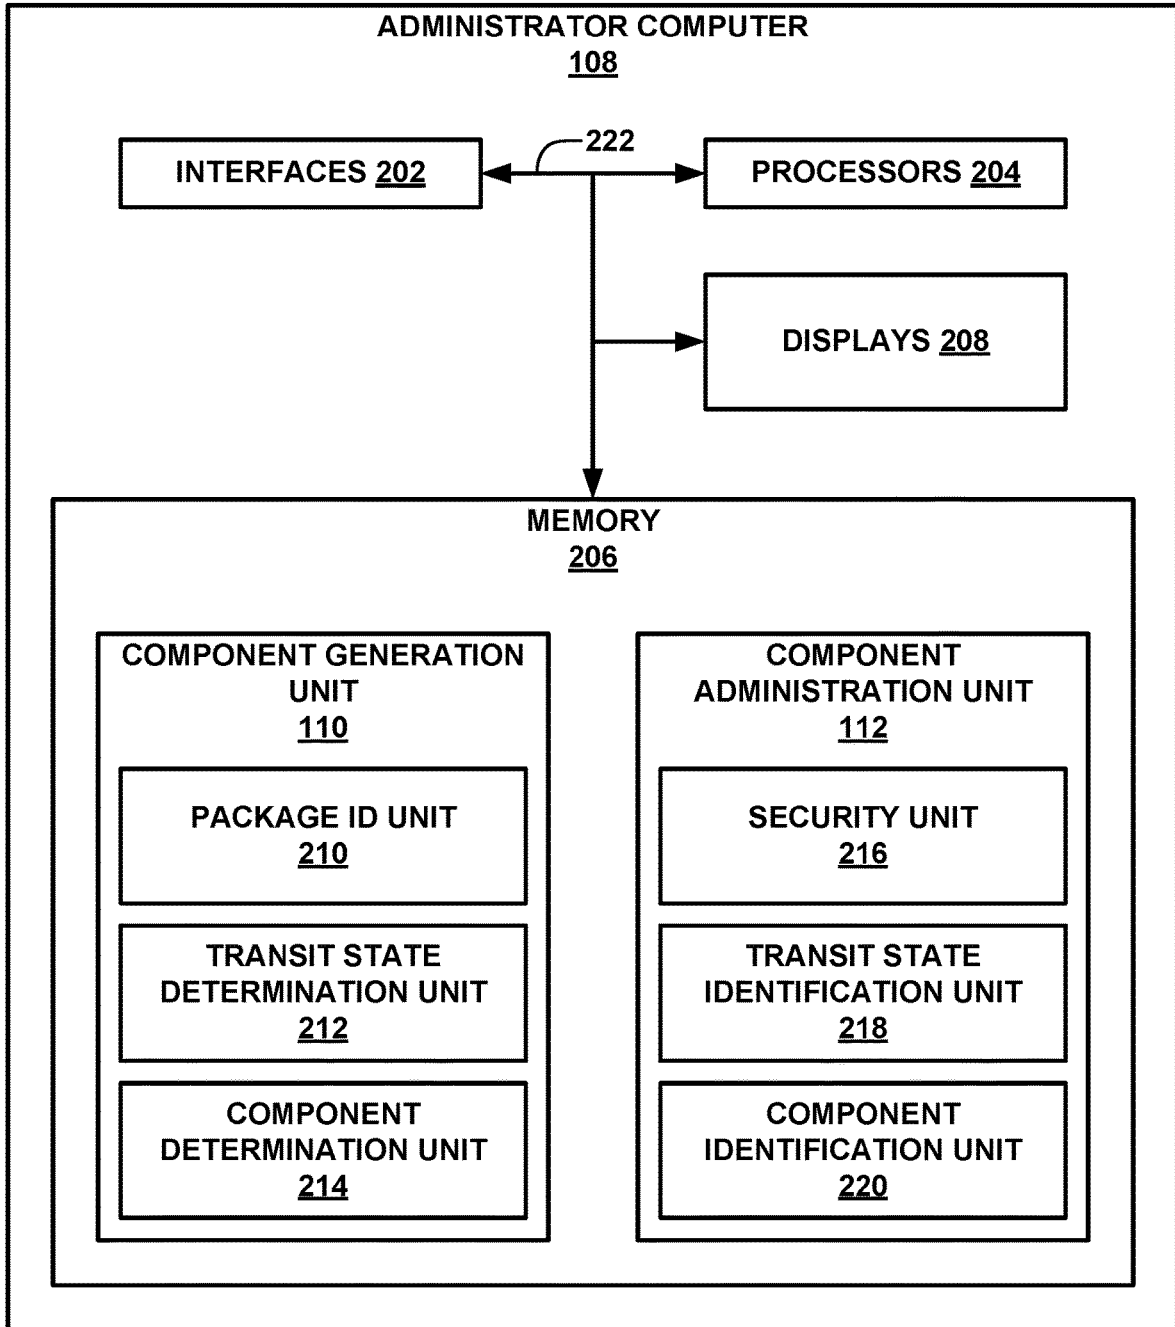 ADMINISTRATOR COMPUTER
108
222
INTERFACES 202
PROCESSORS 204
DISPLAYS 208
MEMORY
206
COMPONENT GENERATION
UNIT
110
PACKAGE ID UNIT
210
TRANSIT STATE
DETERMINATION UNIT
212
COMPONENT
DETERMINATION UNIT
214
COMPONENT
ADMINISTRATION UNIT
112
SECURITY UNIT
216
TRANSIT STATE
IDENTIFICATION UNIT
218
COMPONENT
IDENTIFICATION UNIT
220